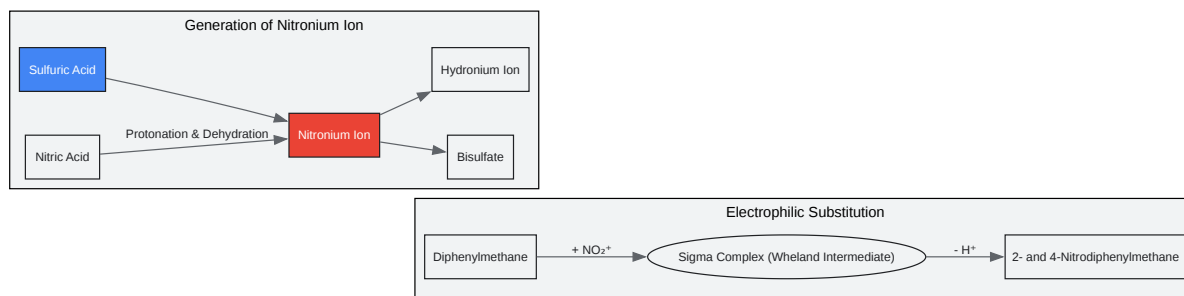 Generation of Nitronium Ion
Sulfuric Acid
Hydronium Ion
Protonation & Dehydration
Nitronium Ion
Nitric Acid
Bisulfate
Electrophilic Substitution
Diphenylmethane
+ NO₂⁺
Sigma Complex (Wheland Intermediate)
- H⁺
2- and 4-Nitrodiphenylmethane